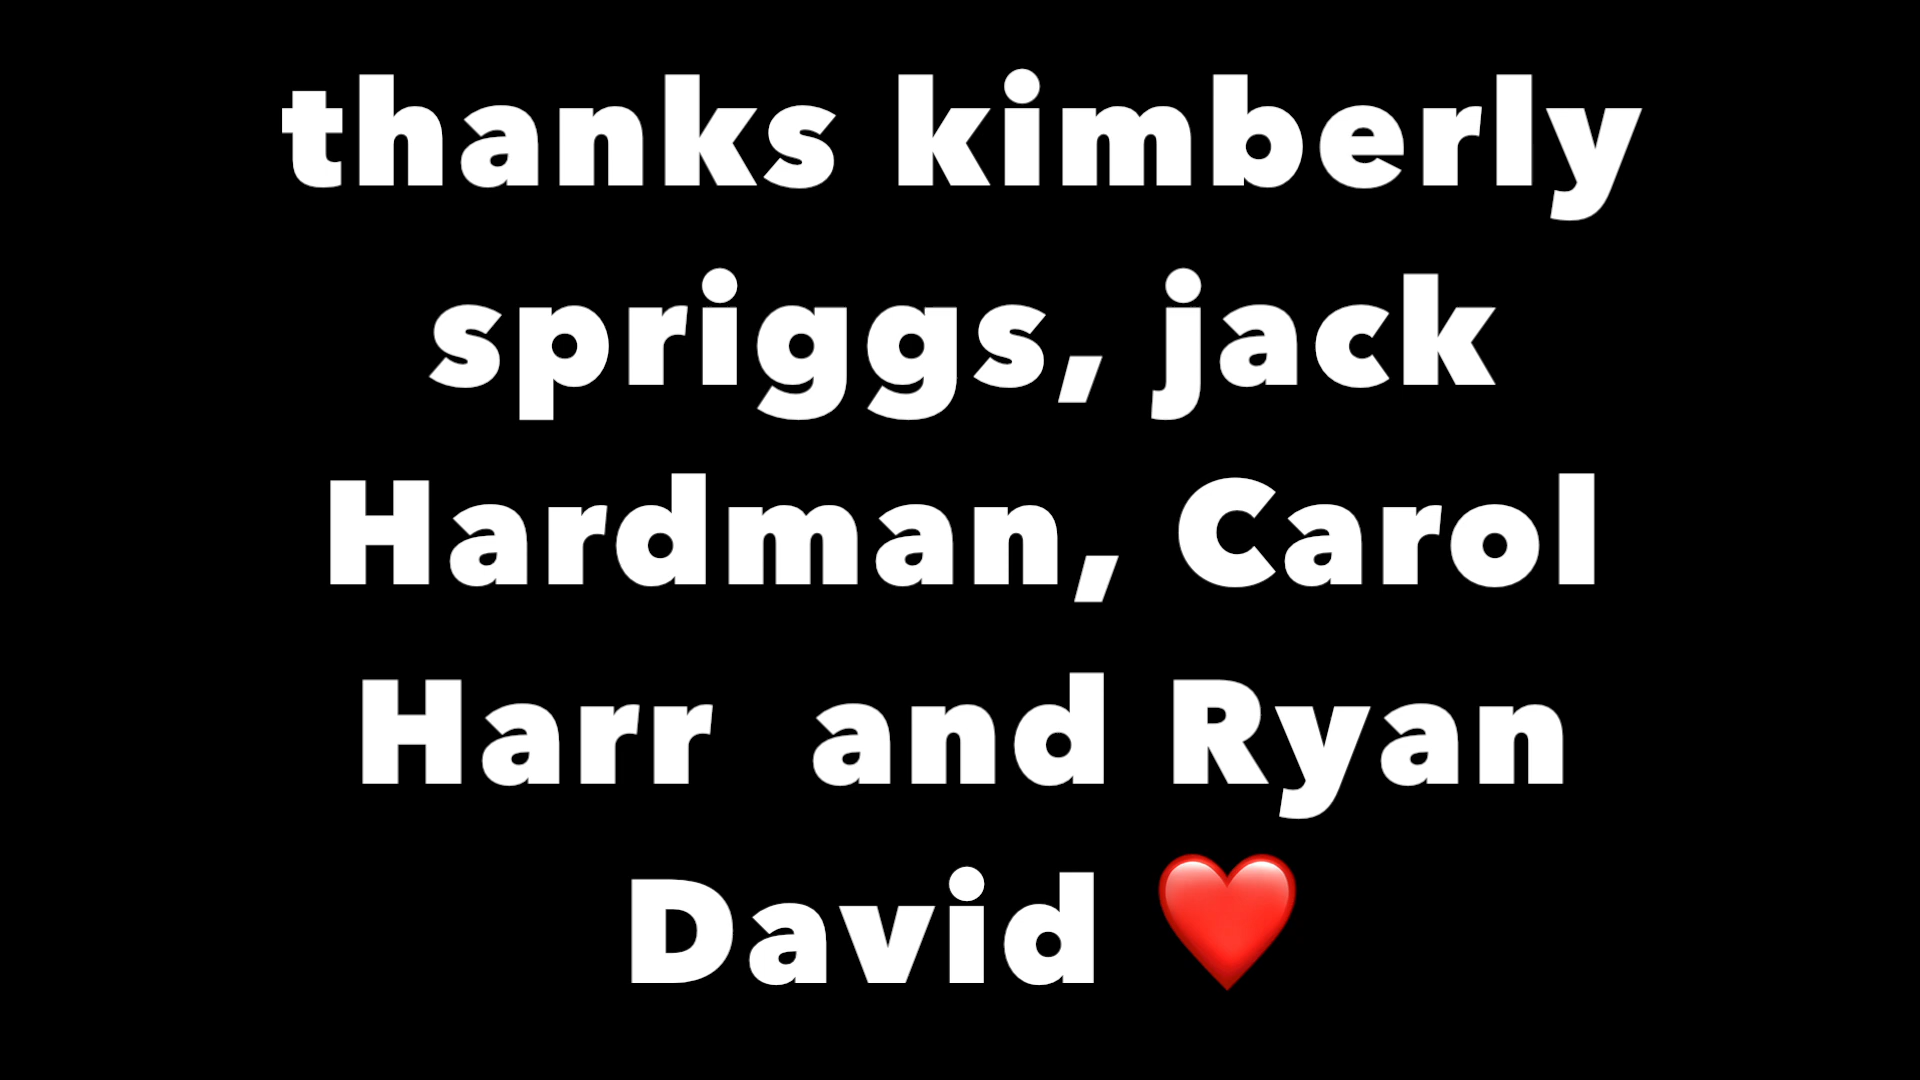 thanks kimberly
spriggs, jack
Hardman, Carol
Harr  and Ryan
David ❤️